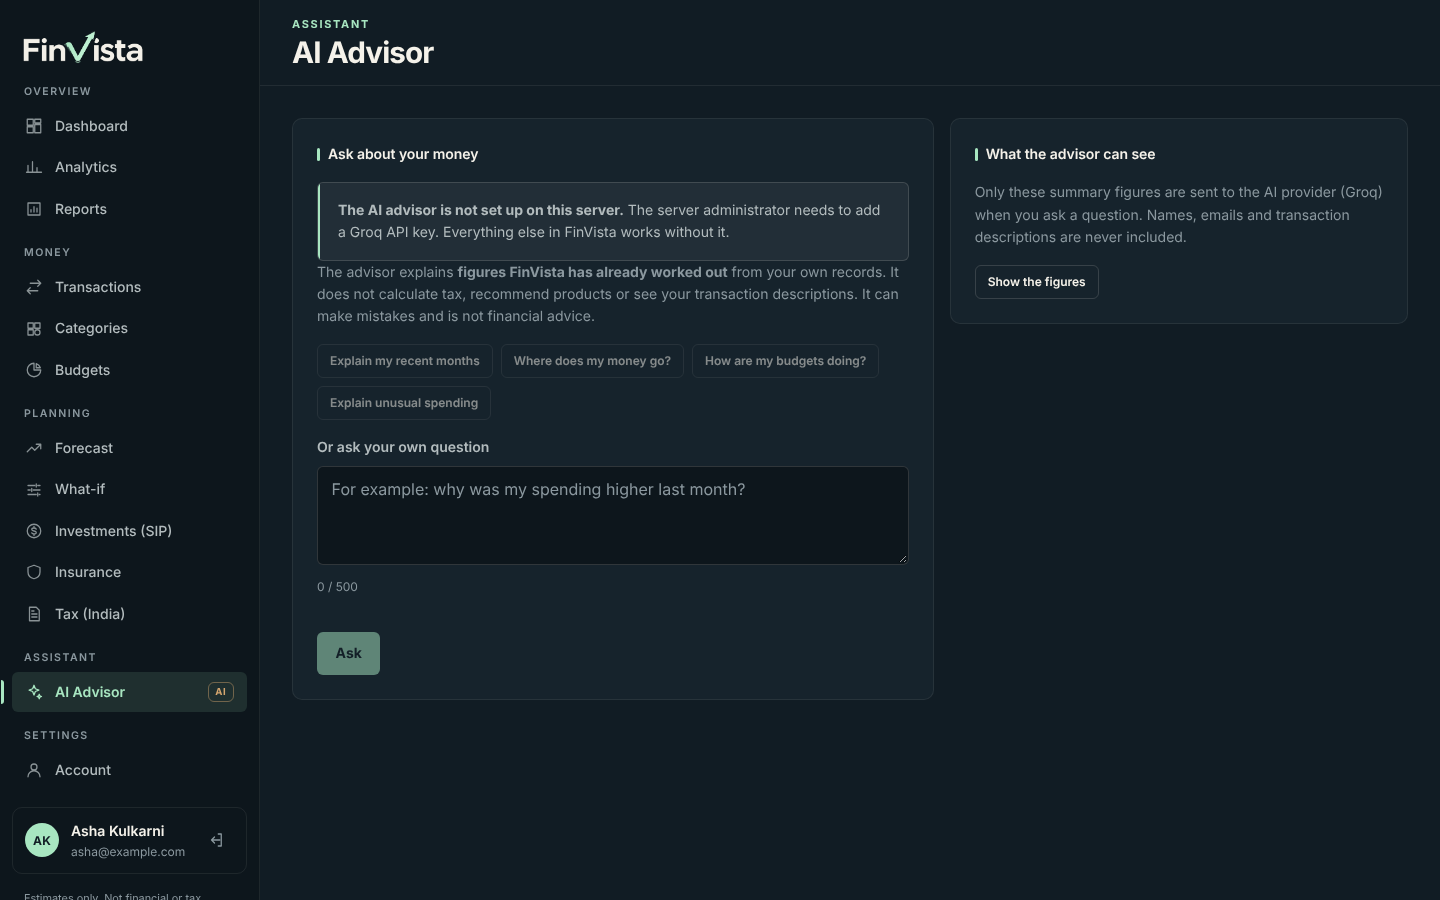 FinVista
OVERVIEW
Dashboard
Analytics
Reports
MONEY
Transactions
Categories
Budgets
PLANNING
Forecast
What-if
Investments (SIP)
Insurance
Tax (India)
ASSISTANT
AI Advisor AI
SETTINGS
Account
AK
Asha Kulkarni
asha@example.com
Estimates only. Not financial or tax
ASSISTANT
AI Advisor
Ask about your money
The AI advisor is not set up on this server. The server administrator needs to add
a Groq API key. Everything else in FinVista works without it.
The advisor explains figures FinVista has already worked out from your own records. It
does not calculate tax, recommend products or see your transaction descriptions. It can
make mistakes and is not financial advice.
Explain my recent months Where does my money go? How are my budgets doing?
Explain unusual spending
Or ask your own question
For example: why was my spending higher last month?
0 / 500
Ask
What the advisor can see
Only these summary figures are sent to the AI provider (Groq)
when you ask a question. Names, emails and transaction
descriptions are never included.
Show the figures